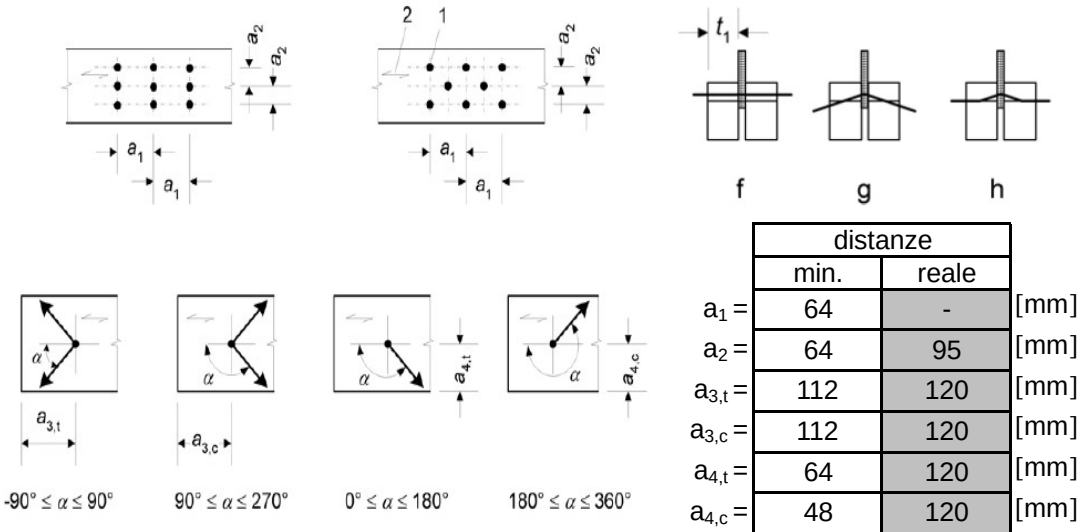 2 1
a2
a2
a2
a2
a1
a1
a1
a1
t1
f g h
α
a3,t
-90° ≤ α ≤ 90°
α
a3,c
90° ≤ α ≤ 270°
α
a4,t
0° ≤ α ≤ 180°
α
a4,c
180° ≤ α ≤ 360°
distanze
min. reale
a1 = 64 - [mm]
a2 = 64 95 [mm]
a3,t = 112 120 [mm]
a3,c = 112 120 [mm]
a4,t = 64 120 [mm]
a4,c = 48 120 [mm]